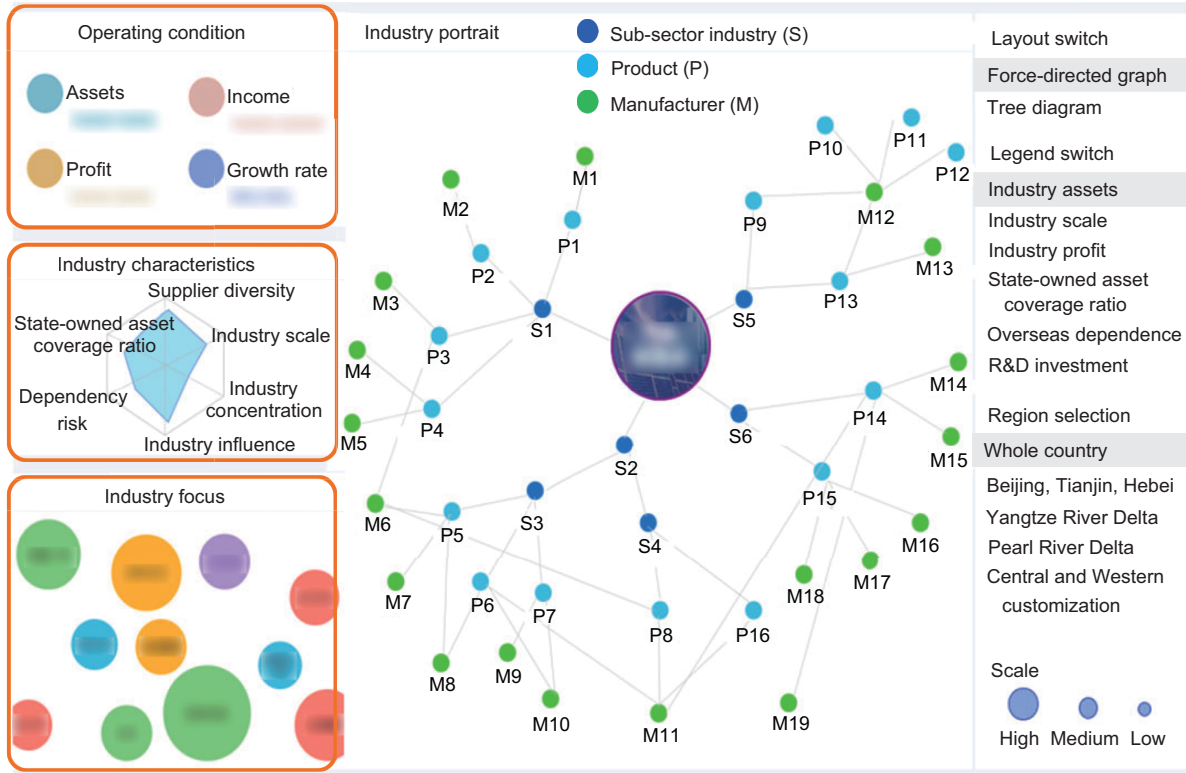 Operating condition
Assets
Income
Profit
Growth rate
Industry characteristics
Supplier diversity
State-owned asset
coverage ratio
Industry scale
Dependency
risk
Industry
concentration
Industry influence
Industry focus
Industry portrait
Sub-sector industry (S)
Product (P)
Manufacturer (M)
P10
P11
P12
M1
M2
M12
P9
P1
P2
M13
M3
P13
S5
S1
P3
M4
M14
P14
P4
S6
M5
M15
S2
P15
M6
P5
S3
S4
M16
M17
M7
P6
P7
M18
P8
P16
M8
M9
M10
M11
M19
Layout switch
Force-directed graph
Tree diagram
Legend switch
Industry assets
Industry scale
Industry profit
State-owned asset
coverage ratio
Overseas dependence
R&D investment
Region selection
Whole country
Beijing, Tianjin, Hebei
Yangtze River Delta
Pearl River Delta
Central and Western
customization
Scale
High Medium Low